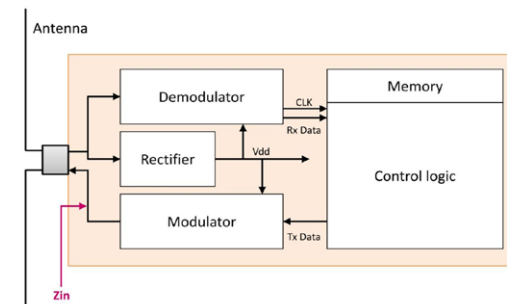 Antenna
Demodulator
CLK
Rx Data
Memory
Rectifier
Vdd
Control logic
Modulator
Tx Data
Zin